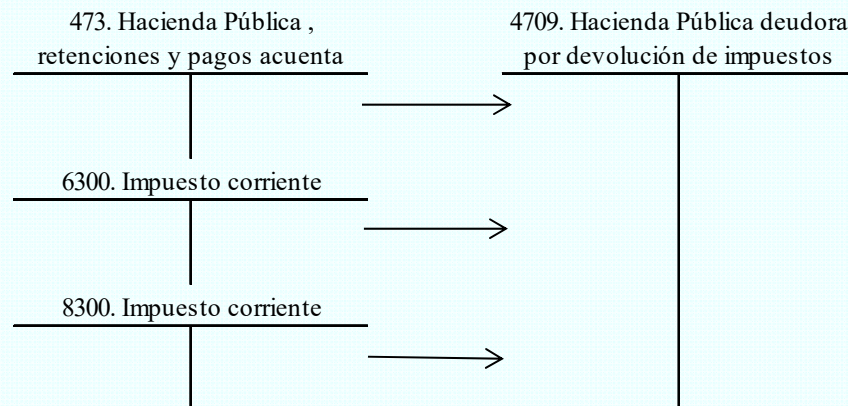 473. Hacienda Pública ,
retenciones y pagos acuenta
4709. Hacienda Pública deudora
por devolución de impuestos
6300. Impuesto corriente
8300. Impuesto corriente